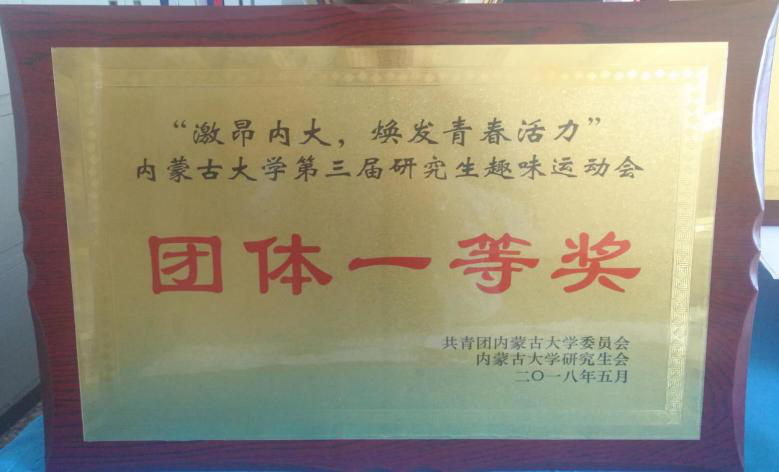 “激昂内大，焕发青春活力”
内蒙古大学第三届研究生趣味运动会
团体一等奖
共青团内蒙古大学委员会
内蒙古大学研究生会
二〇一八年五月